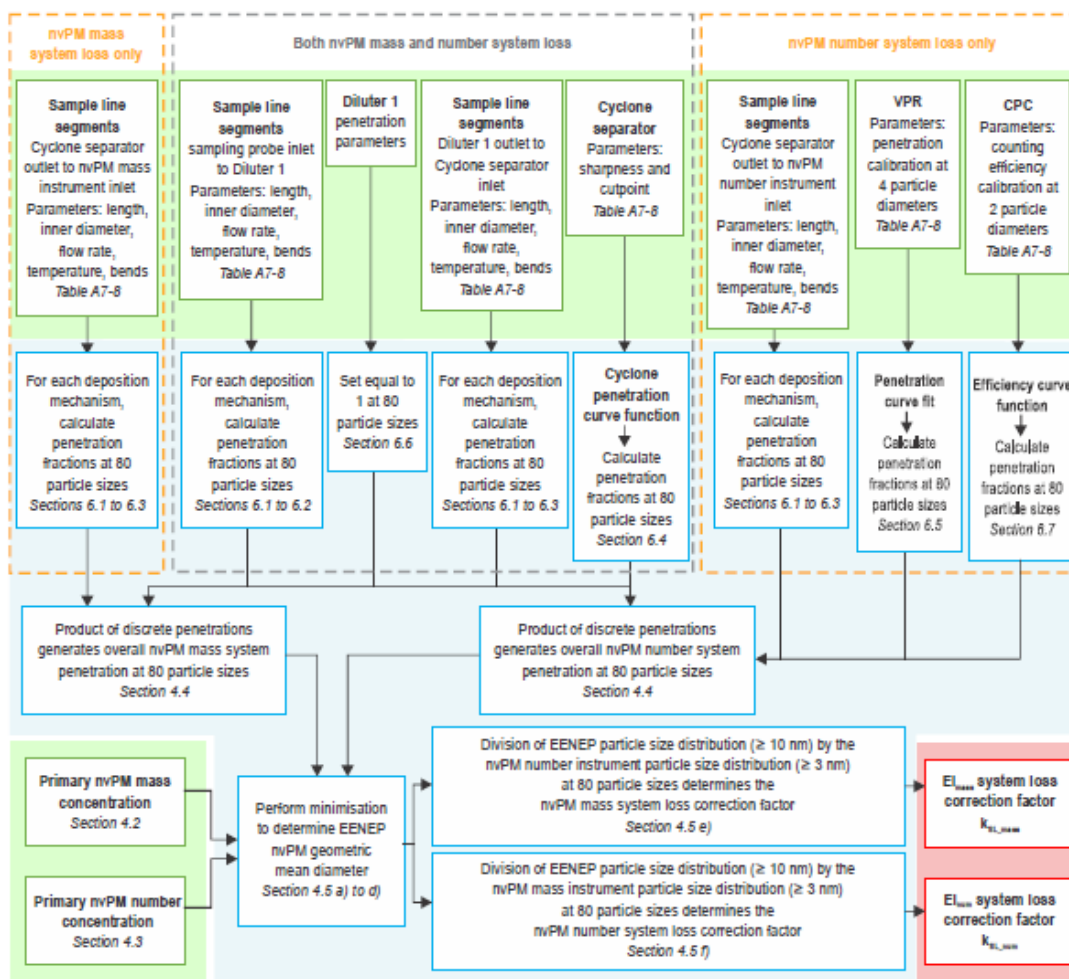 nvPM mass
system loss only
Both nvPM mass and number system loss
nvPM number system loss only
Sample line
segments
Cyclone separator
outlet to nvPM mass
instrument inlet
Parameters: length,
inner diameter,
flow rate,
temperature, bends
Table A7-8
Sample line
segments
sampling probe inlet
to Diluter 1
Parameters: length,
inner diameter,
flow rate,
temperature, bends
Table A7-8
Diluter 1
penetration
parameters
Sample line
segments
Diluter 1 outlet to
Cyclone separator
inlet
Parameters: length,
inner diameter,
flow rate,
temperature, bends
Table A7-8
Cyclone
separator
Parameters:
sharpness and
cutpoint
Table A7-8
Sample line
segments
Cyclone separator
outlet to nvPM
number instrument
inlet
Parameters: length,
inner diameter,
flow rate,
temperature, bends
Table A7-8
VPR
Parameters:
penetration
calibration at
4 particle
diameters
Table A7-8
CPC
Parameters:
counting
efficiency
calibration at
2 particle
diameters
Table A7-8
For each deposition
mechanism,
calculate
penetration
fractions at 80
particle sizes
Sections 6.1 to 6.3
For each deposition
mechanism,
calculate
penetration
fractions at 80
particle sizes
Sections 6.1 to 6.2
Set equal to
1 at 80
particle sizes
Section 6.6
For each deposition
mechanism,
calculate
penetration
fractions at 80
particle sizes
Sections 6.1 to 6.3
Cyclone
penetration
curve function
Calculate
penetration
fractions at 80
particle sizes
Section 6.4
For each deposition
mechanism,
calculate
penetration
fractions at 80
particle sizes
Sections 6.1 to 6.3
Penetration
curve fit
Calculate
penetration
fractions at 80
particle sizes
Section 6.5
Efficiency curve
function
Calculate
penetration
fractions at 80
particle sizes
Section 6.7
Product of discrete penetrations
generates overall nvPM mass system
penetration at 80 particle sizes
Section 4.4
Product of discrete penetrations
generates overall nvPM number system
penetration at 80 particle sizes
Section 4.4
Primary nvPM mass
concentration
Section 4.2
Primary nvPM number
concentration
Section 4.3
Perform minimisation
to determine EENEP
nvPM geometric
mean diameter
Section 4.5 a) to d)
Division of EENEP particle size distribution (≥ 10 nm) by the
nvPM number instrument particle size distribution (≥ 3 nm)
at 80 particle sizes determines the
nvPM mass system loss correction factor
Section 4.5 e)
Division of EENEP particle size distribution (≥ 10 nm) by the
nvPM mass instrument particle size distribution (≥ 3 nm)
at 80 particle sizes determines the
nvPM number system loss correction factor
Section 4.5 f)
EImass system loss
correction factor
kSL_mass
EInum system loss
correction factor
kSL_num